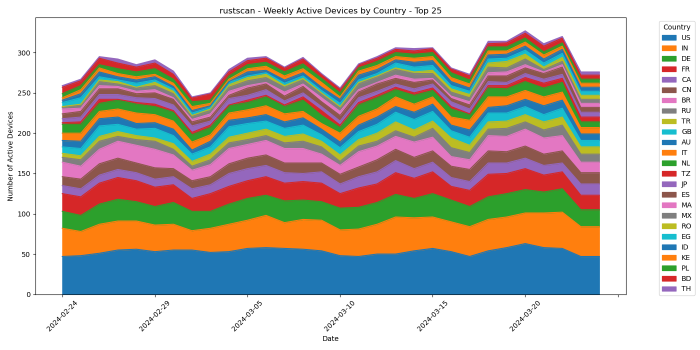 rustscan - Weekly Active Devices by Country - Top 25
Number of Active Devices
300
250
200
150
100
50
0
2024-02-24
2024-02-29
2024-03-05
2024-03-10
2024-03-15
2024-03-20
Date
Country
US
IN
DE
FR
CA
CN
BR
RU
TR
GB
AU
IT
NL
TZ
JP
ES
MA
MX
RO
EG
ID
KE
PL
BD
TH